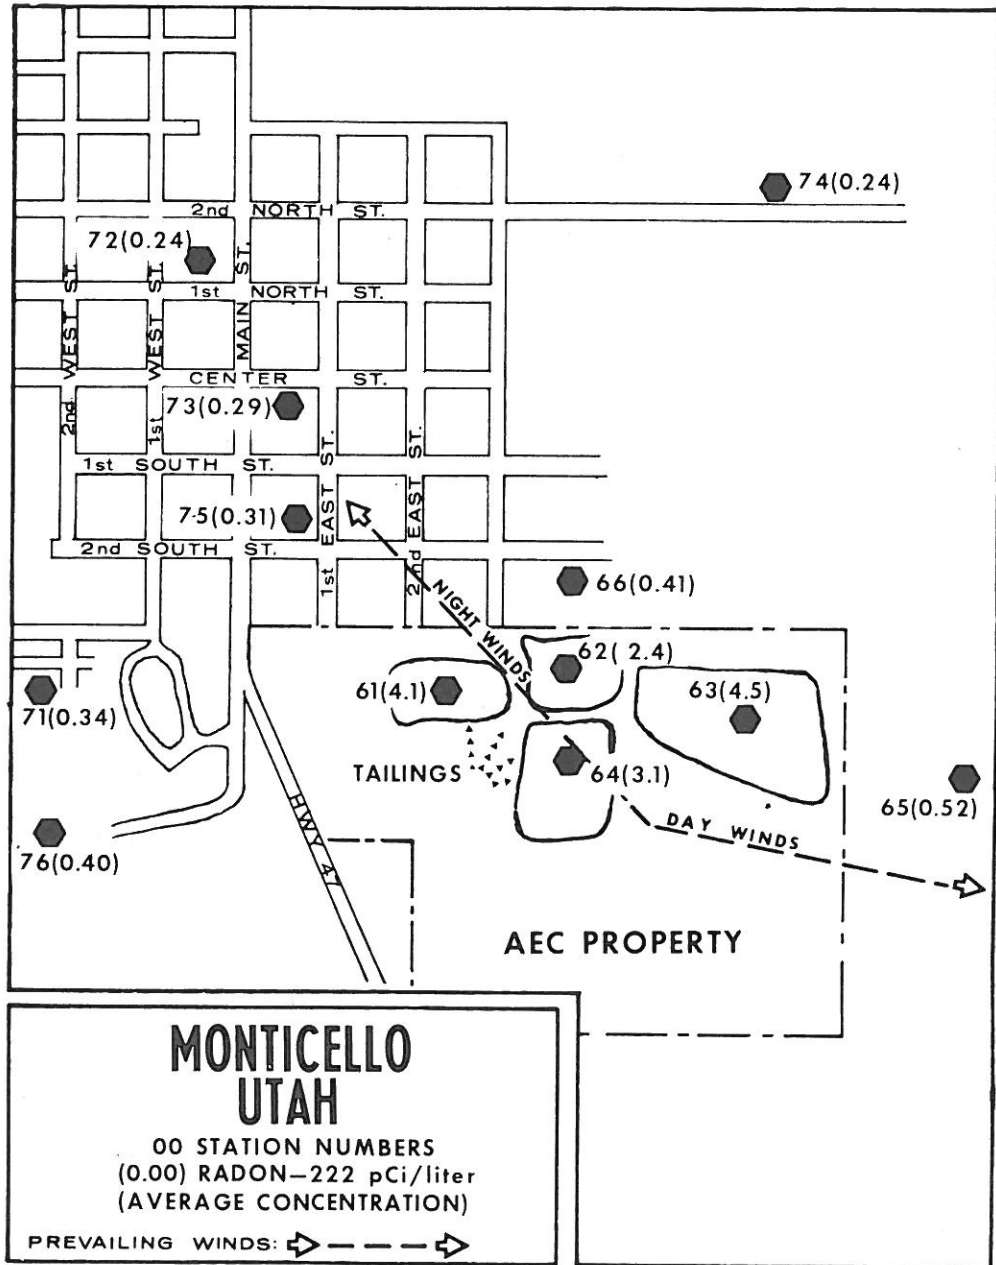 74(0.24)
2nd NORTH ST.
72(0.24)
1st NORTH ST.
2nd WEST ST.
1st WEST ST.
MAIN ST.
CENTER ST.
73(0.29)
1st SOUTH ST.
75(0.31)
1st EAST ST.
2nd EAST ST.
2nd SOUTH ST.
66(0.41)
NIGHT WINDS
62( 2.4)
61(4.1)
63(4.5)
71(0.34)
TAILINGS
64(3.1)
65(0.52)
DAY WINDS
HWY 47
76(0.40)
AEC PROPERTY
MONTICELLO
UTAH
00 STATION NUMBERS
(0.00) RADON–222 pCi/liter
(AVERAGE CONCENTRATION)
PREVAILING WINDS: